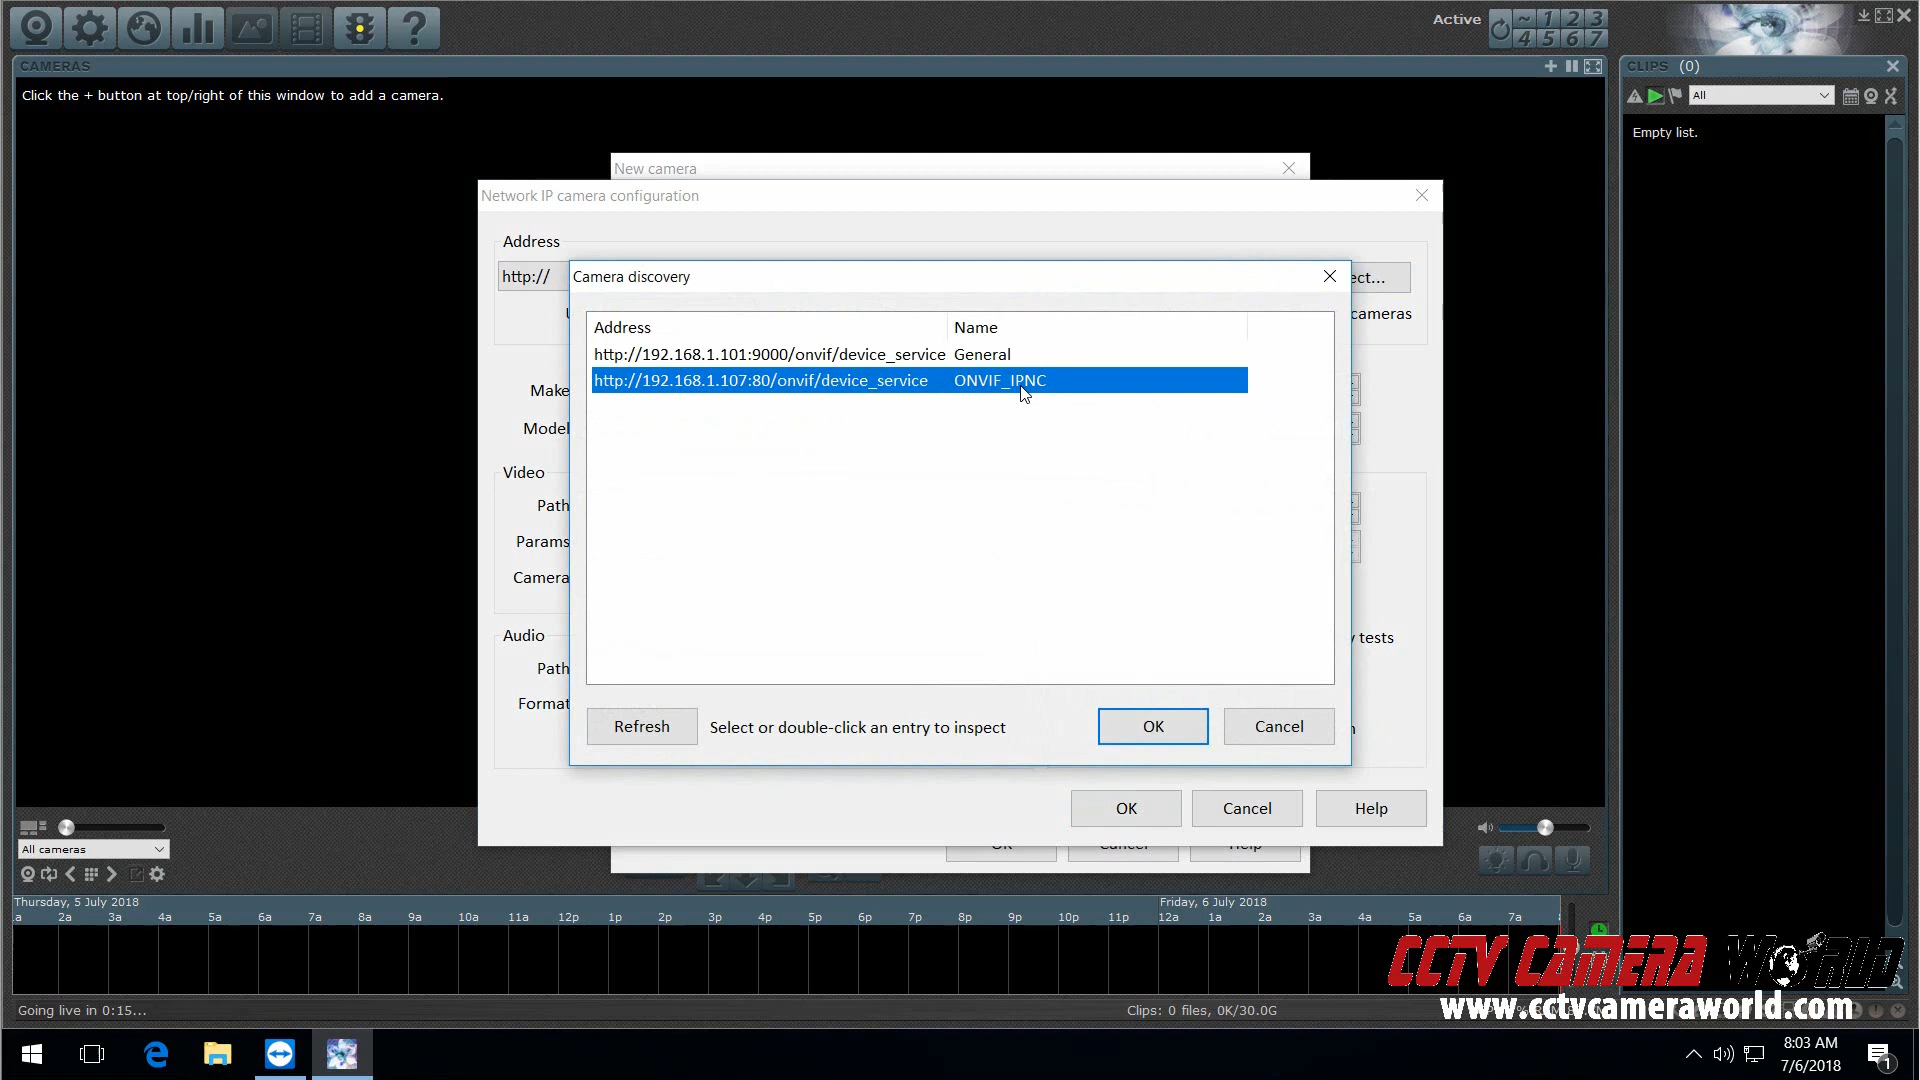 Active
~ 1 2 3
4 5 6 7
CAMERAS
CLIPS (0)
Click the + button at top/right of this window to add a camera.
All
Empty list.
New camera
Network IP camera configuration
Address
http://
Camera discovery
ect...
cameras
Address Name
http://192.168.1.101:9000/onvif/device_service General
http://192.168.1.107:80/onvif/device_service ONVIF_IPNC
Make
Model
Video
Path
Params
Camera
Audio
y tests
Path
Format
Refresh
Select or double-click an entry to inspect
OK
Cancel
OK
Cancel
Help
OK
Cancel
Help
All cameras
Thursday, 5 July 2018
Friday, 6 July 2018
2a 3a 4a 5a 6a 7a 8a 9a 10a 11a 12p 1p 2p 3p 4p 5p 6p 7p 8p 9p 10p 11p 12a 1a 2a 3a 4a 5a 6a 7a
CCTV CAMERA WORLD
www.cctvcameraworld.com
Going live in 0:15...
Clips: 0 files, 0K/30.0G
8:03 AM
7/6/2018
1